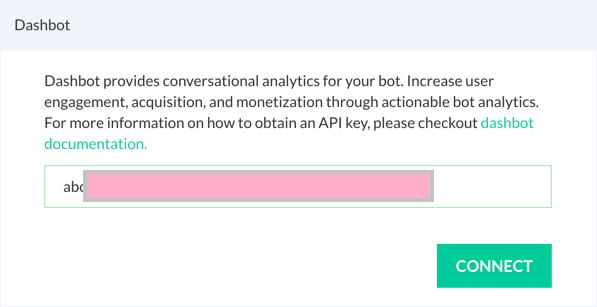 Dashbot
Dashbot provides conversational analytics for your bot. Increase user
engagement, acquisition, and monetization through actionable bot analytics.
For more information on how to obtain an API key, please checkout dashbot
documentation.
abc
CONNECT